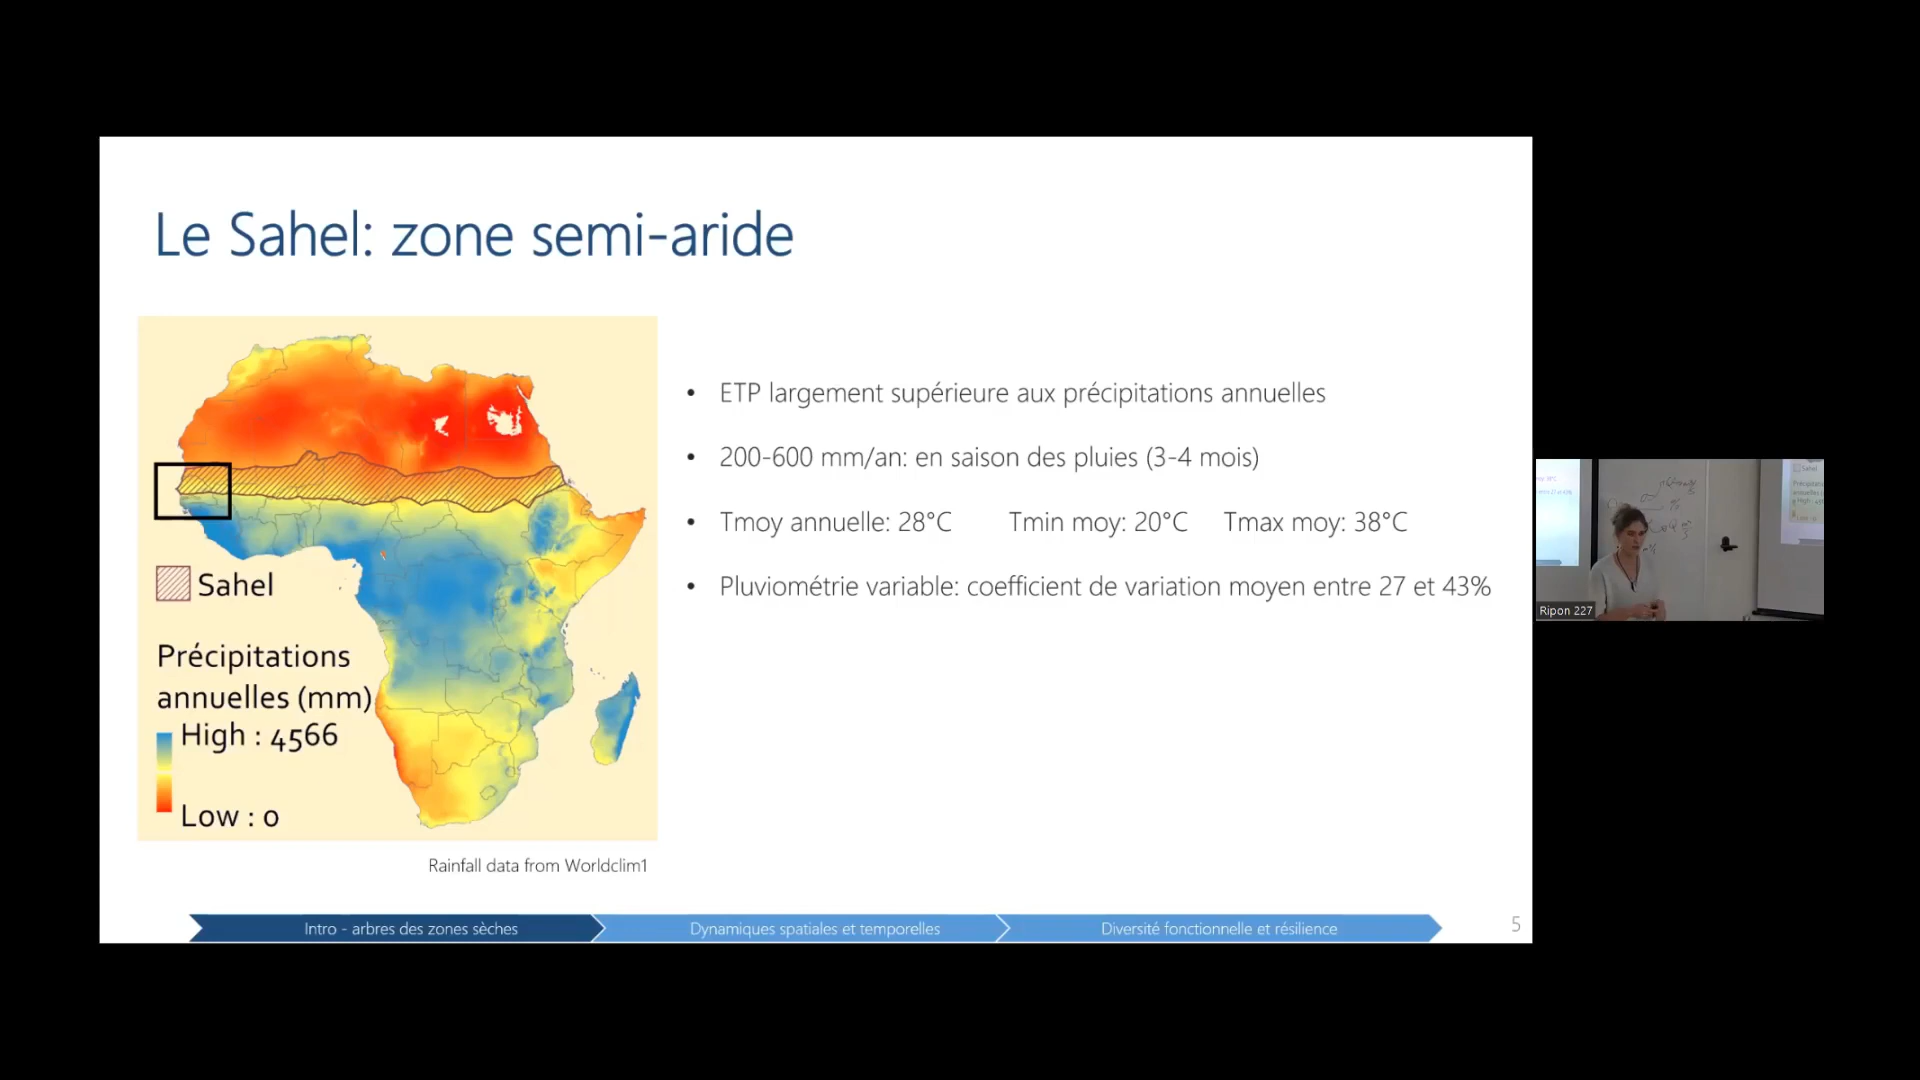 Le Sahel: zone semi-aride
Sahel
Précipitations
annuelles (mm)
High : 4566
Low : 0
Rainfall data from Worldclim1
• ETP largement supérieure aux précipitations annuelles
• 200-600 mm/an: en saison des pluies (3-4 mois)
• Tmoy annuelle: 28°C Tmin moy: 20°C Tmax moy: 38°C
• Pluviométrie variable: coefficient de variation moyen entre 27 et 43%
Intro - arbres des zones sèches
Dynamiques spatiales et temporelles
Diversité fonctionnelle et résilience
5
Ripon 227